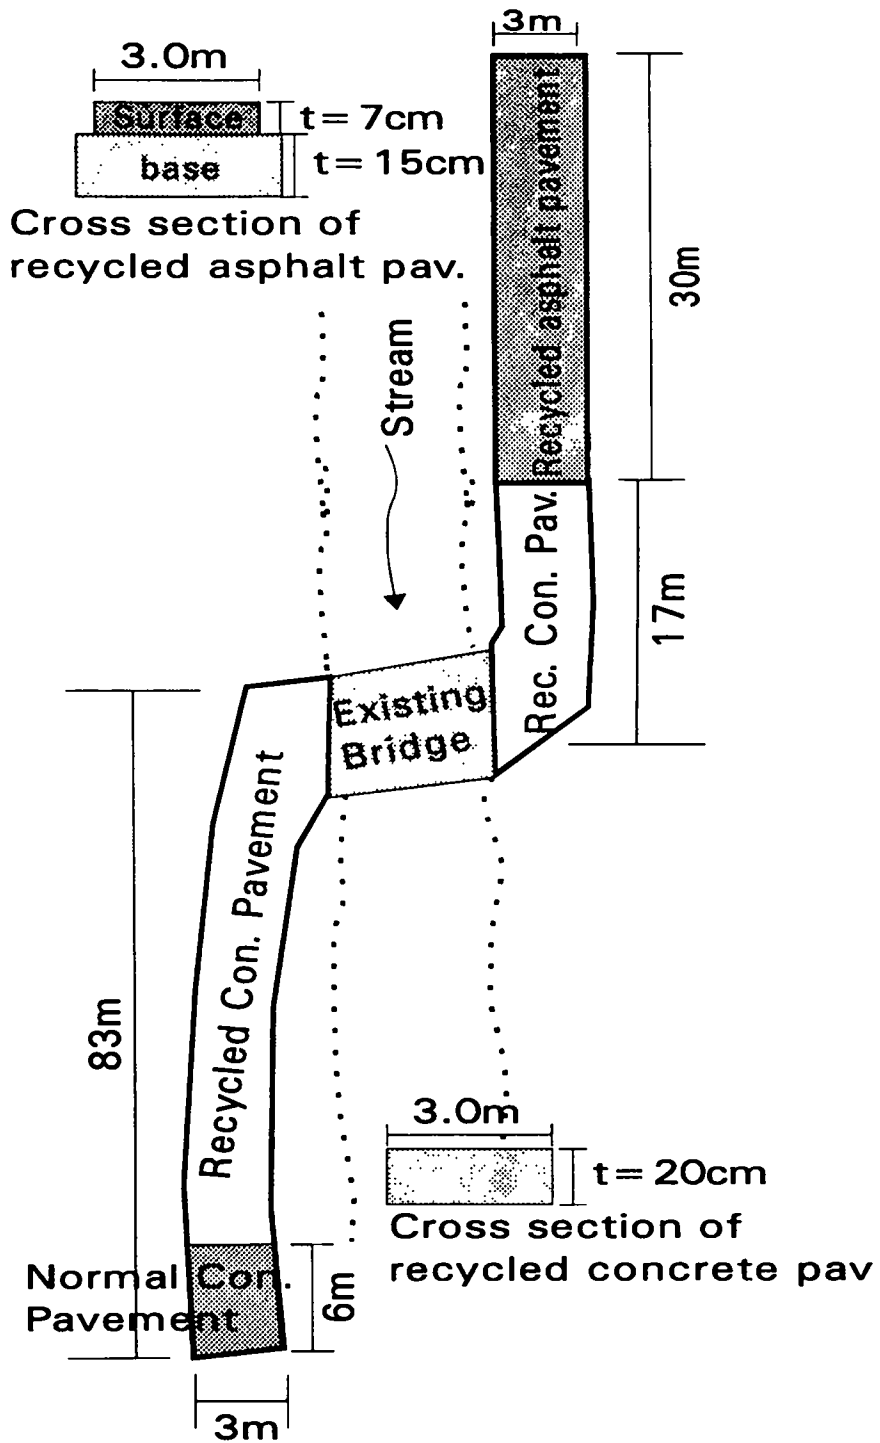 3m
3.0m
Surface
t= 7cm
base
t= 15cm
Cross section of
recycled asphalt pav.
Recycled asphalt pavement
30m
Stream
Rec. Con. Pav.
17m
Existing
Bridge
Recycled Con. Pavement
83m
3.0m
t= 20cm
Cross section of
recycled concrete pav
Normal Con.
Pavement
6m
3m